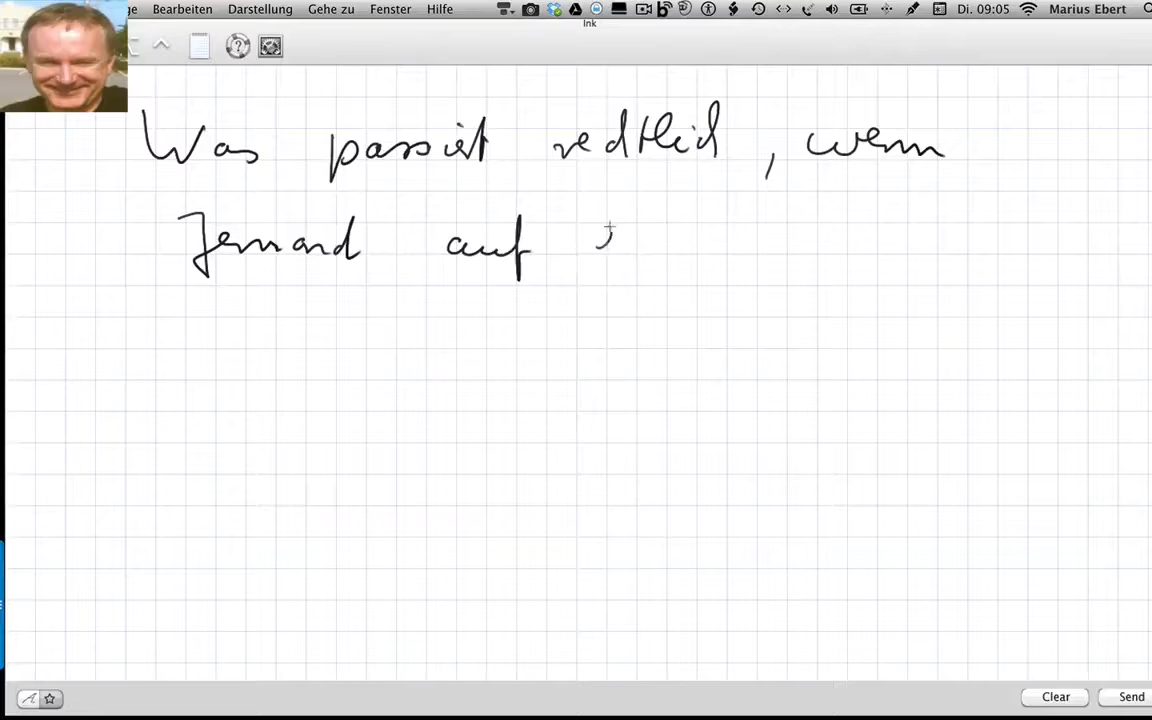 ge Bearbeiten Darstellung Gehe zu Fenster Hilfe Di. 09:05 Marius Ebert
Ink
Was passiert rechtlich, wenn
Jemand auf
Clear Send